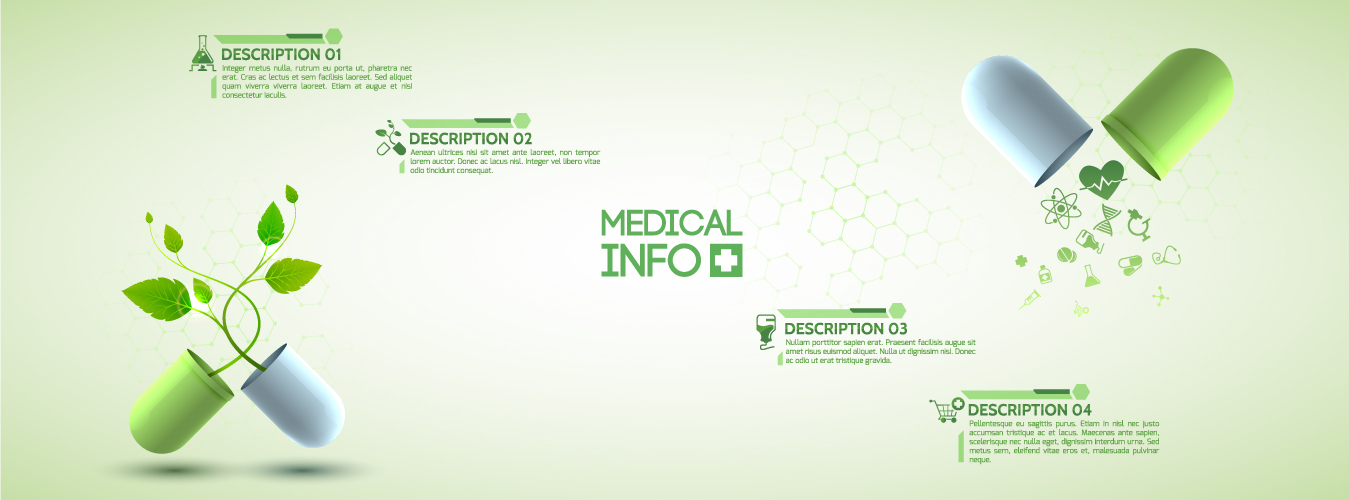 DESCRIPTION 01
Integer metus nulla, rutrum eu porta ut, pharetra nec
erat. Cras ac lectus et sem facilisis laoreet. Sed aliquet
quam viverra viverra laoreet. Etiam at augue et nisi
consectetur iaculis.
DESCRIPTION 02
Aenean ultrices nisl sit amet ante laoreet, non tempor
lorem auctor. Donec ac lacus nisl. Integer vel libero vitae
odio tincidunt consequat.
MEDICAL
INFO
DESCRIPTION 03
Nullam porttitor sapien erat. Praesent facilisis augue sit
amet risus euismod aliquet. Nulla ut dignissim nisl. Donec
ac odio ut erat tristique gravida.
DESCRIPTION 04
Pellentesque eu sagittis purus. Etiam in nisl nec justo
accumsan tristique ac et lacus. Maecenas ante sapien,
scelerisque nec nulla eget, dignissim interdum urna. Sed
metus sem, eleifend vitae eros et, malesuada pulvinar
neque.